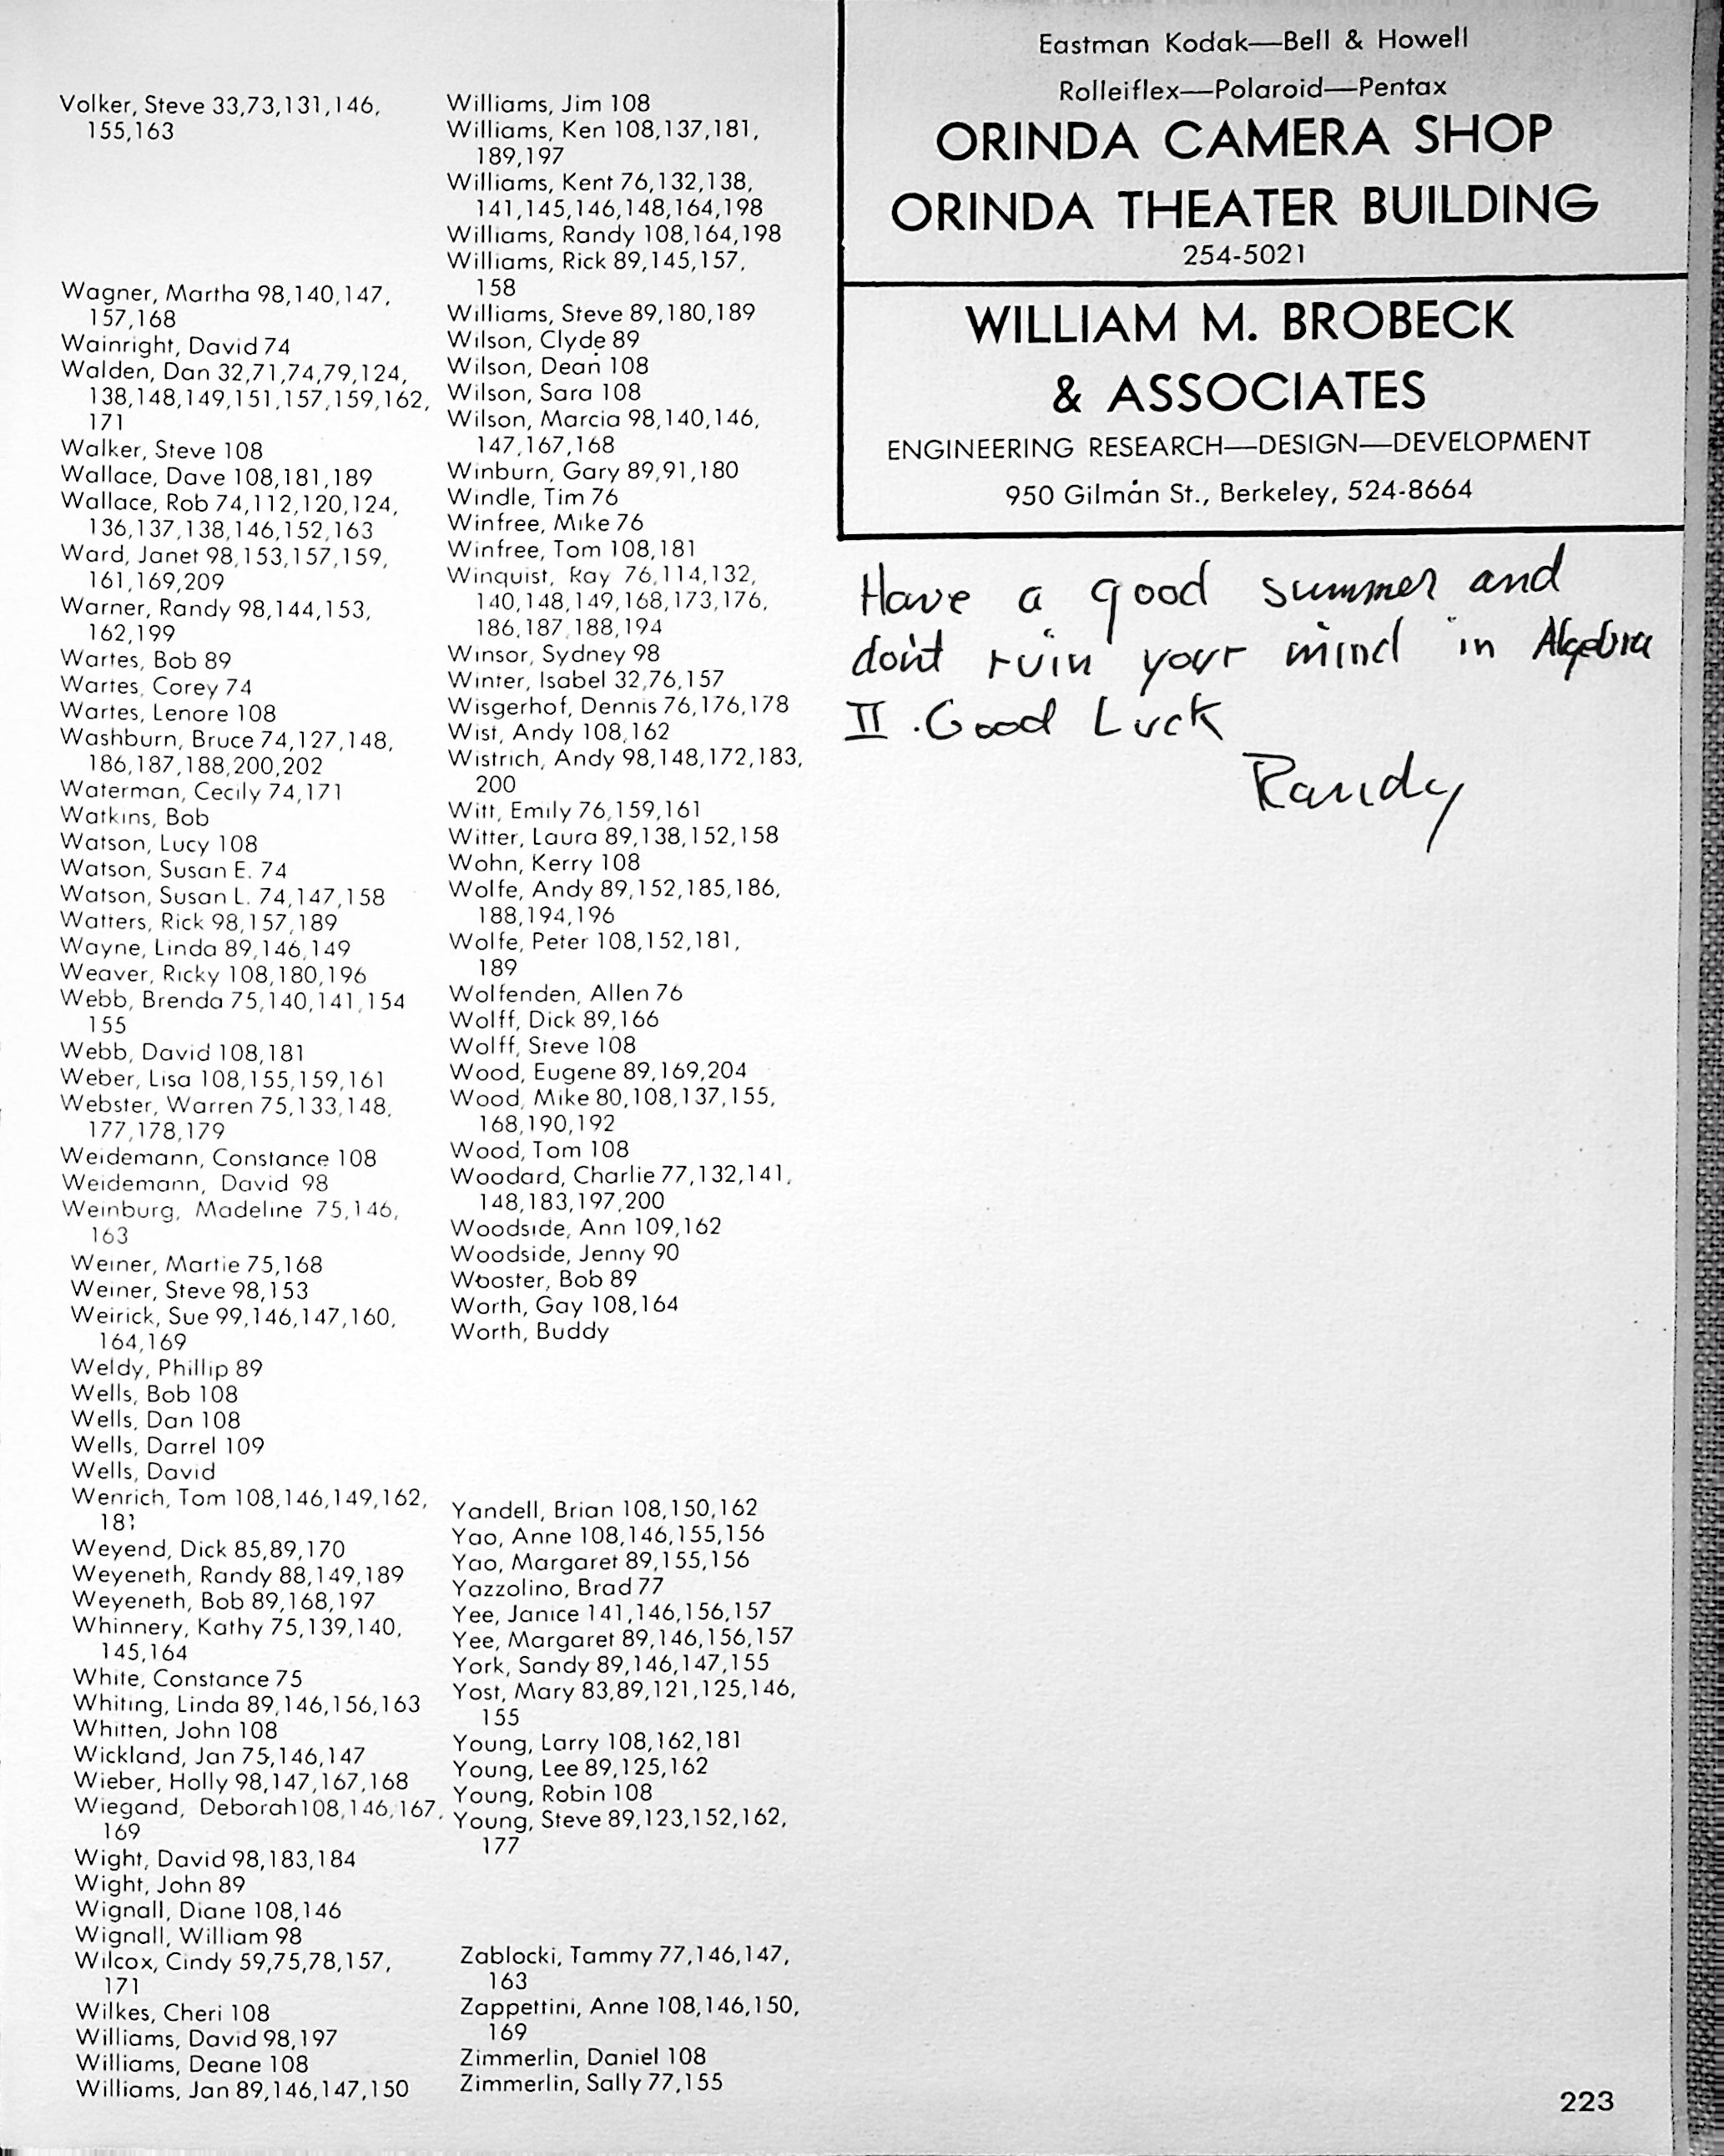 Volker, Steve 33,73,131,146,
155,163
Wagner, Martha 98,140,147,
157,168
Wainright, David 74
Walden, Dan 32,71,74,79,124,
138,148,149,151,157,159,162,
171
Walker, Steve 108
Wallace, Dave 108,181,189
Wallace, Rob 74,112,120,124,
136,137,138,146,152,163
Ward, Janet 98,153,157,159,
161,169,209
Warner, Randy 98,144,153,
162,199
Wartes, Bob 89
Wartes, Corey 74
Wartes, Lenore 108
Washburn, Bruce 74,127,148,
186,187,188,200,202
Waterman, Cecily 74,171
Watkins, Bob
Watson, Lucy 108
Watson, Susan E. 74
Watson, Susan L. 74,147,158
Watters, Rick 98,157,189
Wayne, Linda 89,146,149
Weaver, Ricky 108,180,196
Webb, Brenda 75,140,141,154
155
Webb, David 108,181
Weber, Lisa 108,155,159,161
Webster, Warren 75,133,148,
177,178,179
Weidemann, Constance 108
Weidemann, David 98
Weinburg, Madeline 75,146,
163
Weiner, Martie 75,168
Weiner, Steve 98,153
Weirick, Sue 99,146,147,160,
164,169
Weldy, Phillip 89
Wells, Bob 108
Wells, Dan 108
Wells, Darrel 109
Wells, David
Wenrich, Tom 108,146,149,162,
181
Weyend, Dick 85,89,170
Weyeneth, Randy 88,149,189
Weyeneth, Bob 89,168,197
Whinnery, Kathy 75,139,140,
145,164
White, Constance 75
Whiting, Linda 89,146,156,163
Whitten, John 108
Wickland, Jan 75,146,147
Wieber, Holly 98,147,167,168
Wiegand, Deborah 108,146,167,
169
Wight, David 98,183,184
Wight, John 89
Wignall, Diane 108,146
Wignall, William 98
Wilcox, Cindy 59,75,78,157,
171
Wilkes, Cheri 108
Williams, David 98,197
Williams, Deane 108
Williams, Jan 89,146,147,150
Williams, Jim 108
Williams, Ken 108,137,181,
189,197
Williams, Kent 76,132,138,
141,145,146,148,164,198
Williams, Randy 108,164,198
Williams, Rick 89,145,157,
158
Williams, Steve 89,180,189
Wilson, Clyde 89
Wilson, Dean 108
Wilson, Sara 108
Wilson, Marcia 98,140,146,
147,167,168
Winburn, Gary 89,91,180
Windle, Tim 76
Winfree, Mike 76
Winfree, Tom 108,181
Winquist, Ray 76,114,132,
140,148,149,168,173,176,
186,187,188,194
Winsor, Sydney 98
Winter, Isabel 32,76,157
Wisgerhof, Dennis 76,176,178
Wist, Andy 108,162
Wistrich, Andy 98,148,172,183,
200
Witt, Emily 76,159,161
Witter, Laura 89,138,152,158
Wohn, Kerry 108
Wolfe, Andy 89,152,185,186,
188,194,196
Wolfe, Peter 108,152,181,
189
Wolfenden, Allen 76
Wolff, Dick 89,166
Wolff, Steve 108
Wood, Eugene 89,169,204
Wood, Mike 80,108,137,155,
168,190,192
Wood, Tom 108
Woodard, Charlie 77,132,141,
148,183,197,200
Woodside, Ann 109,162
Woodside, Jenny 90
Wooster, Bob 89
Worth, Gay 108,164
Worth, Buddy
Yandell, Brian 108,150,162
Yao, Anne 108,146,155,156
Yao, Margaret 89,155,156
Yazzolino, Brad 77
Yee, Janice 141,146,156,157
Yee, Margaret 89,146,156,157
York, Sandy 89,146,147,155
Yost, Mary 83,89,121,125,146,
155
Young, Larry 108,162,181
Young, Lee 89,125,162
Young, Robin 108
Young, Steve 89,123,152,162,
177
Zablocki, Tammy 77,146,147,
163
Zappettini, Anne 108,146,150,
169
Zimmerlin, Daniel 108
Zimmerlin, Sally 77,155
Eastman Kodak—Bell & Howell
Rolleiflex—Polaroid—Pentax
ORINDA CAMERA SHOP
ORINDA THEATER BUILDING
254-5021
WILLIAM M. BROBECK
& ASSOCIATES
ENGINEERING RESEARCH—DESIGN—DEVELOPMENT
950 Gilman St., Berkeley, 524-8664
Have a good summer and
don't ruin your mind in Algebra
II. Good Luck
Randy
223